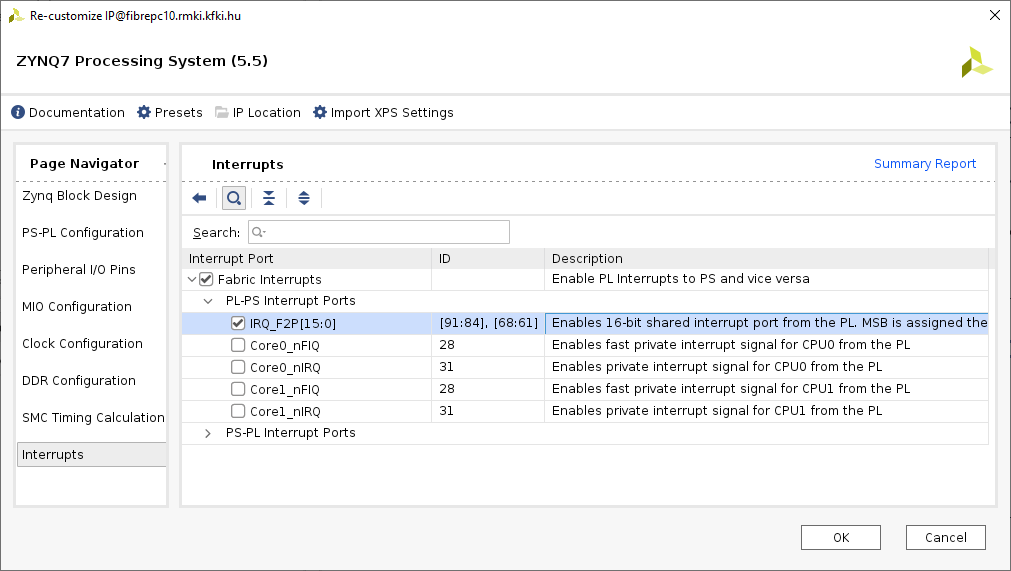 Re-customize IP@fibrepc10.rmki.kfki.hu
ZYNQ7 Processing System (5.5)
Documentation Presets IP Location Import XPS Settings
Page Navigator
Zynq Block Design
PS-PL Configuration
Peripheral I/O Pins
MIO Configuration
Clock Configuration
DDR Configuration
SMC Timing Calculation
Interrupts
Interrupts Summary Report
Search:
Interrupt Port ID Description
Fabric Interrupts Enable PL Interrupts to PS and vice versa
PL-PS Interrupt Ports
IRQ_F2P[15:0] [91:84], [68:61] Enables 16-bit shared interrupt port from the PL. MSB is assigned the
Core0_nFIQ 28 Enables fast private interrupt signal for CPU0 from the PL
Core0_nIRQ 31 Enables private interrupt signal for CPU0 from the PL
Core1_nFIQ 28 Enables fast private interrupt signal for CPU1 from the PL
Core1_nIRQ 31 Enables private interrupt signal for CPU1 from the PL
PS-PL Interrupt Ports
OK Cancel